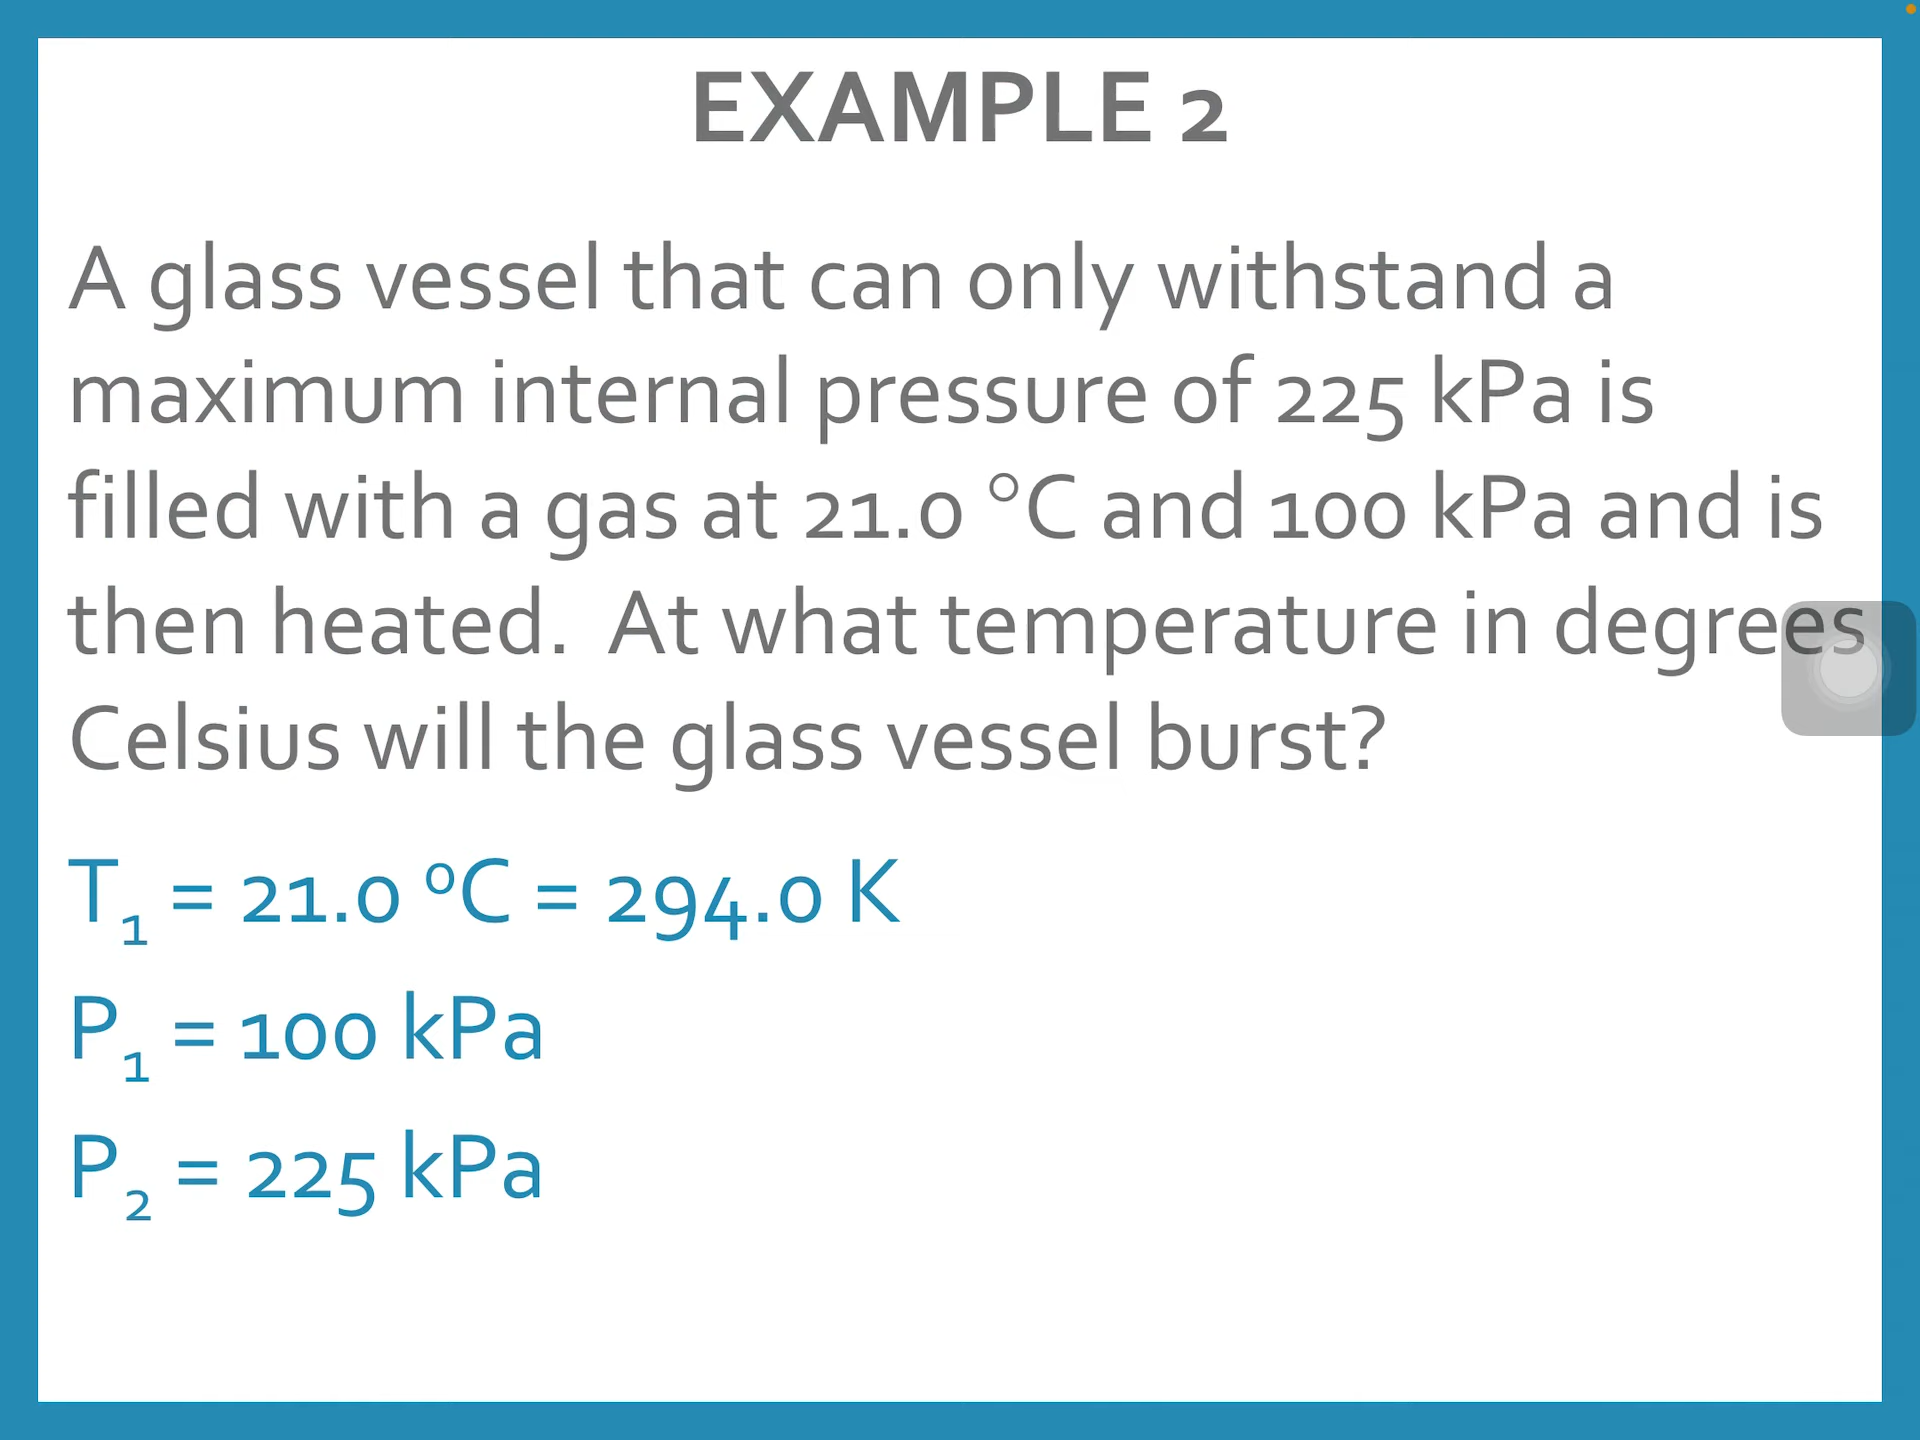 EXAMPLE 2
A glass vessel that can only withstand a
maximum internal pressure of 225 kPa is
filled with a gas at 21.0 °C and 100 kPa and is
then heated.  At what temperature in degrees
Celsius will the glass vessel burst?
T₁ = 21.0 ⁰C = 294.0 K
P₁ = 100 kPa
P₂ = 225 kPa